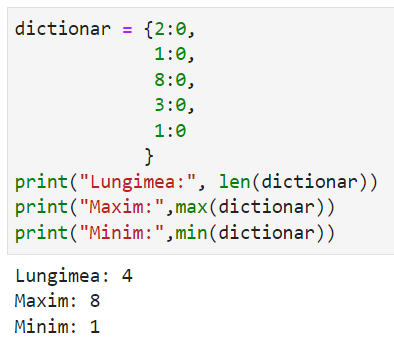 dictionar = {2:0,
1:0,
8:0,
3:0,
1:0
}
print("Lungimea:", len(dictionar))
print("Maxim:",max(dictionar))
print("Minim:",min(dictionar))
Lungimea: 4
Maxim: 8
Minim: 1